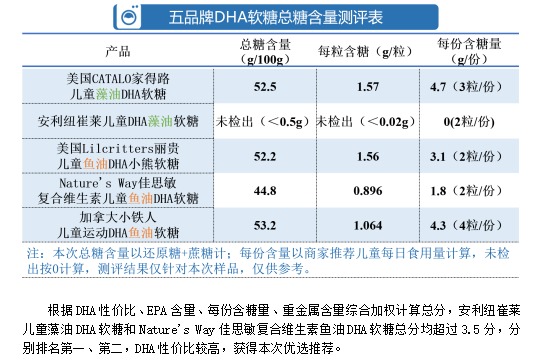 五品牌DHA软糖总糖含量测评表
产品 总糖含量（g/100g） 每粒含糖（g/粒） 每份含糖量（g/份）
美国CATALO家得路
儿童藻油DHA软糖 52.5 1.57 4.7（3粒/份）
安利纽崔莱儿童DHA藻油软糖 未检出（＜0.5g） 未检出（＜0.02g） 0(2粒/份)
美国Lilcritters丽贵
儿童鱼油DHA小熊软糖 52.2 1.56 3.1（2粒/份）
Nature's Way佳思敏
复合维生素儿童鱼油DHA软糖 44.8 0.896 1.8（2粒/份）
加拿大小铁人
儿童运动DHA鱼油软糖 53.2 1.064 4.3（4粒/份）
注：本次总糖含量以还原糖+蔗糖计；每份含糖量以商家推荐儿童每日食用量计算，未检
出按0计算，测评结果仅针对本次样品，仅供参考。
根据DHA性价比、EPA含量、每份含糖量、重金属含量综合加权计算总分，安利纽崔莱
儿童藻油DHA软糖和Nature's Way佳思敏复合维生素鱼油DHA软糖总分均超过3.5分，分
别排名第一、第二，DHA性价比较高，获得本次优选推荐。